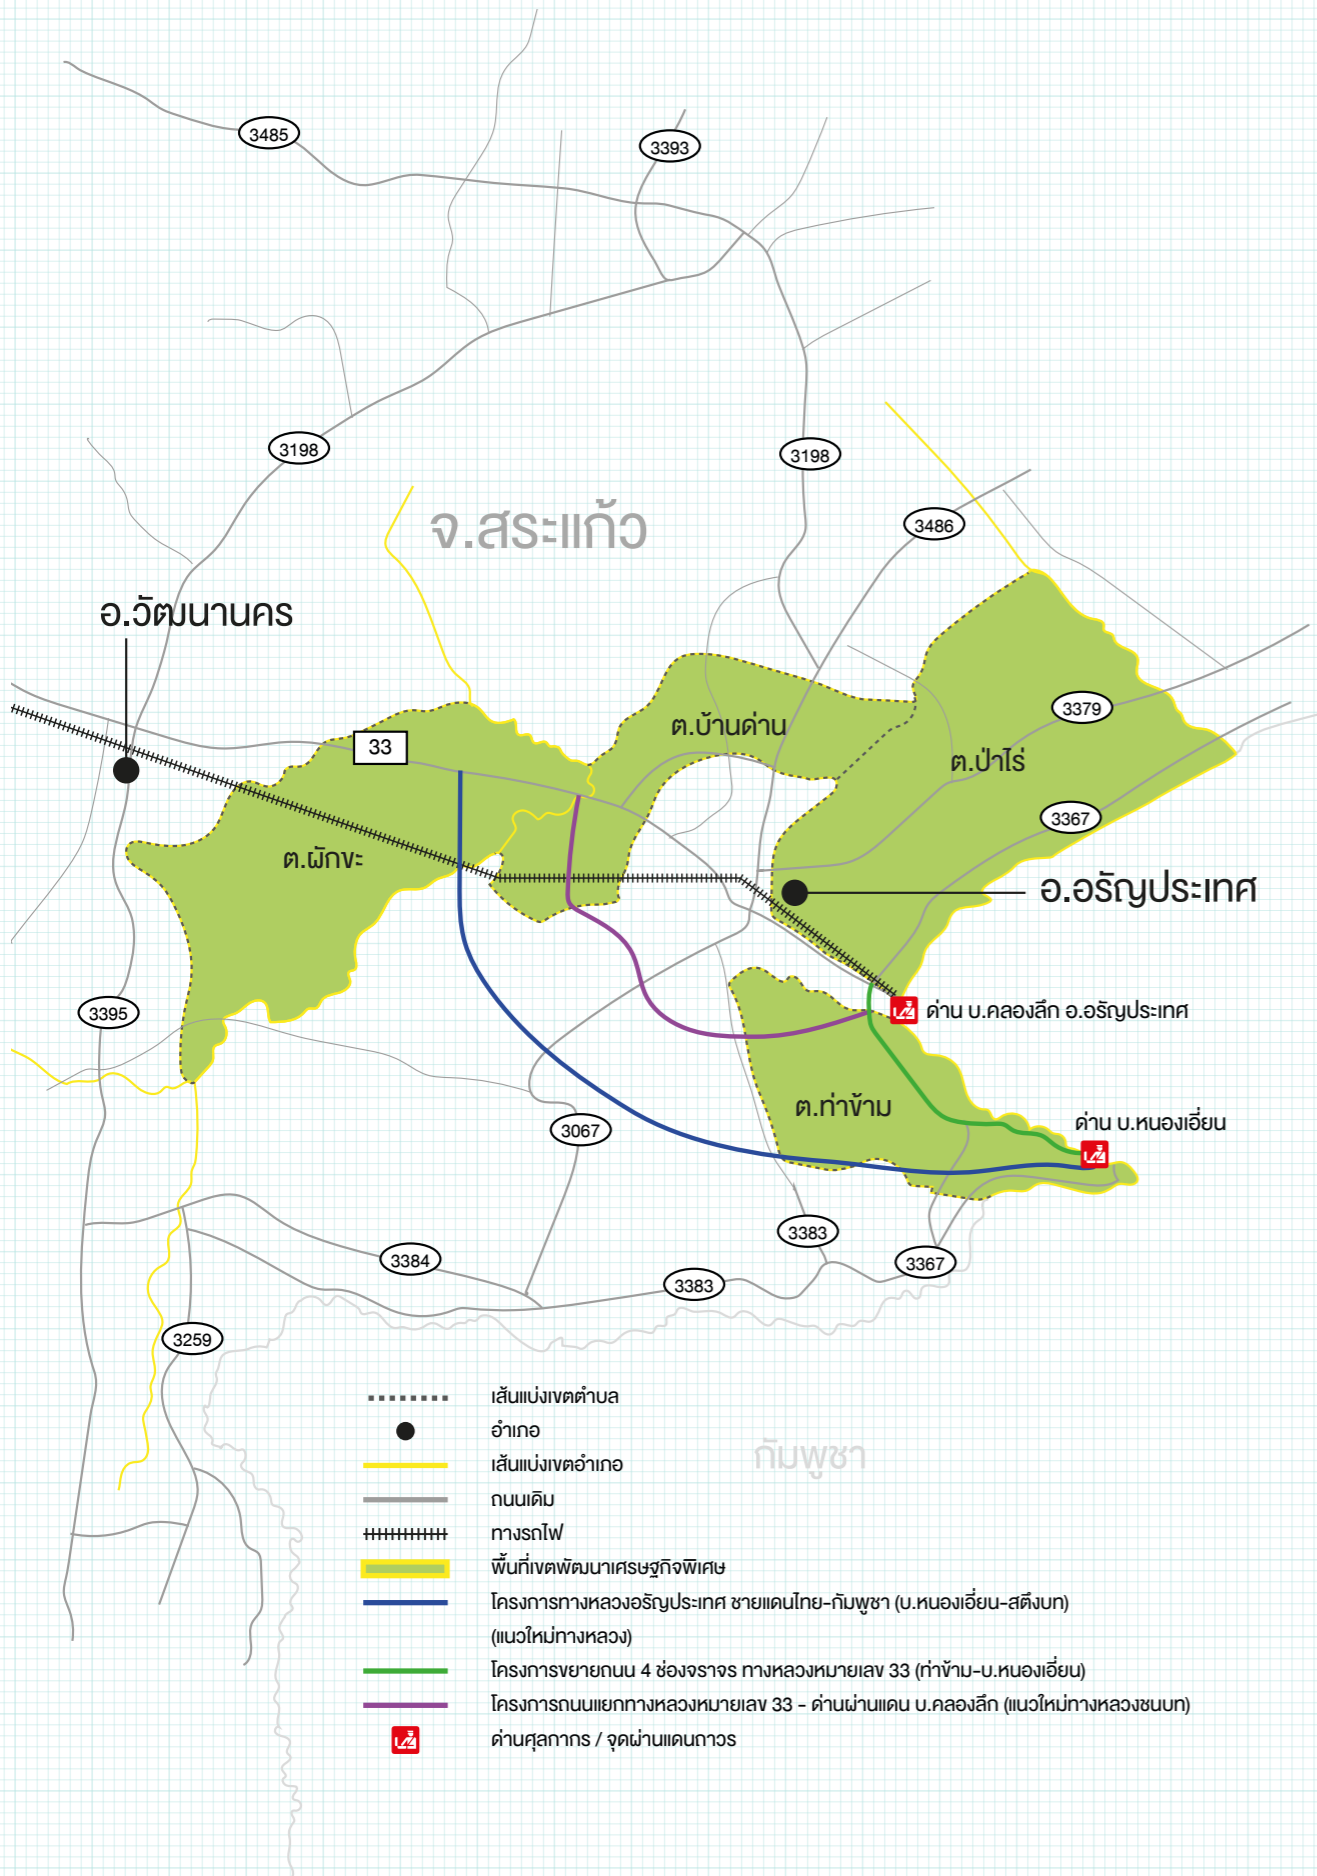 3485
3393
3198
3198
จ.สระแก้ว
3486
อ.วัฒนานคร
3379
ต.บ้านด่าน
33
ต.ป่าไร่
3367
ต.ผักขะ
อ.อรัญประเทศ
3395
ด่าน บ.คลองลึก อ.อรัญประเทศ
ต.ท่าข้าม
ด่าน บ.หนองเอี่ยน
3067
3383
3384
3367
3383
3259
เส้นแบ่งเขตตำบล
อำเภอ
กัมพูชา
เส้นแบ่งเขตอำเภอ
ถนนเดิม
ทางรถไฟ
พื้นที่เขตพัฒนาเศรษฐกิจพิเศษ
โครงการทางหลวงอรัญประเทศ ชายแดนไทย-กัมพูชา (บ.หนองเอี่ยน-สตึงบท)
(แนวใหม่ทางหลวง)
โครงการขยายถนน 4 ช่องจราจร ทางหลวงหมายเลข 33 (ท่าข้าม-บ.หนองเอี่ยน)
โครงการถนนแยกทางหลวงหมายเลข 33 - ด่านผ่านแดน บ.คลองลึก (แนวใหม่ทางหลวงชนบท)
ด่านศุลกากร / จุดผ่านแดนถาวร